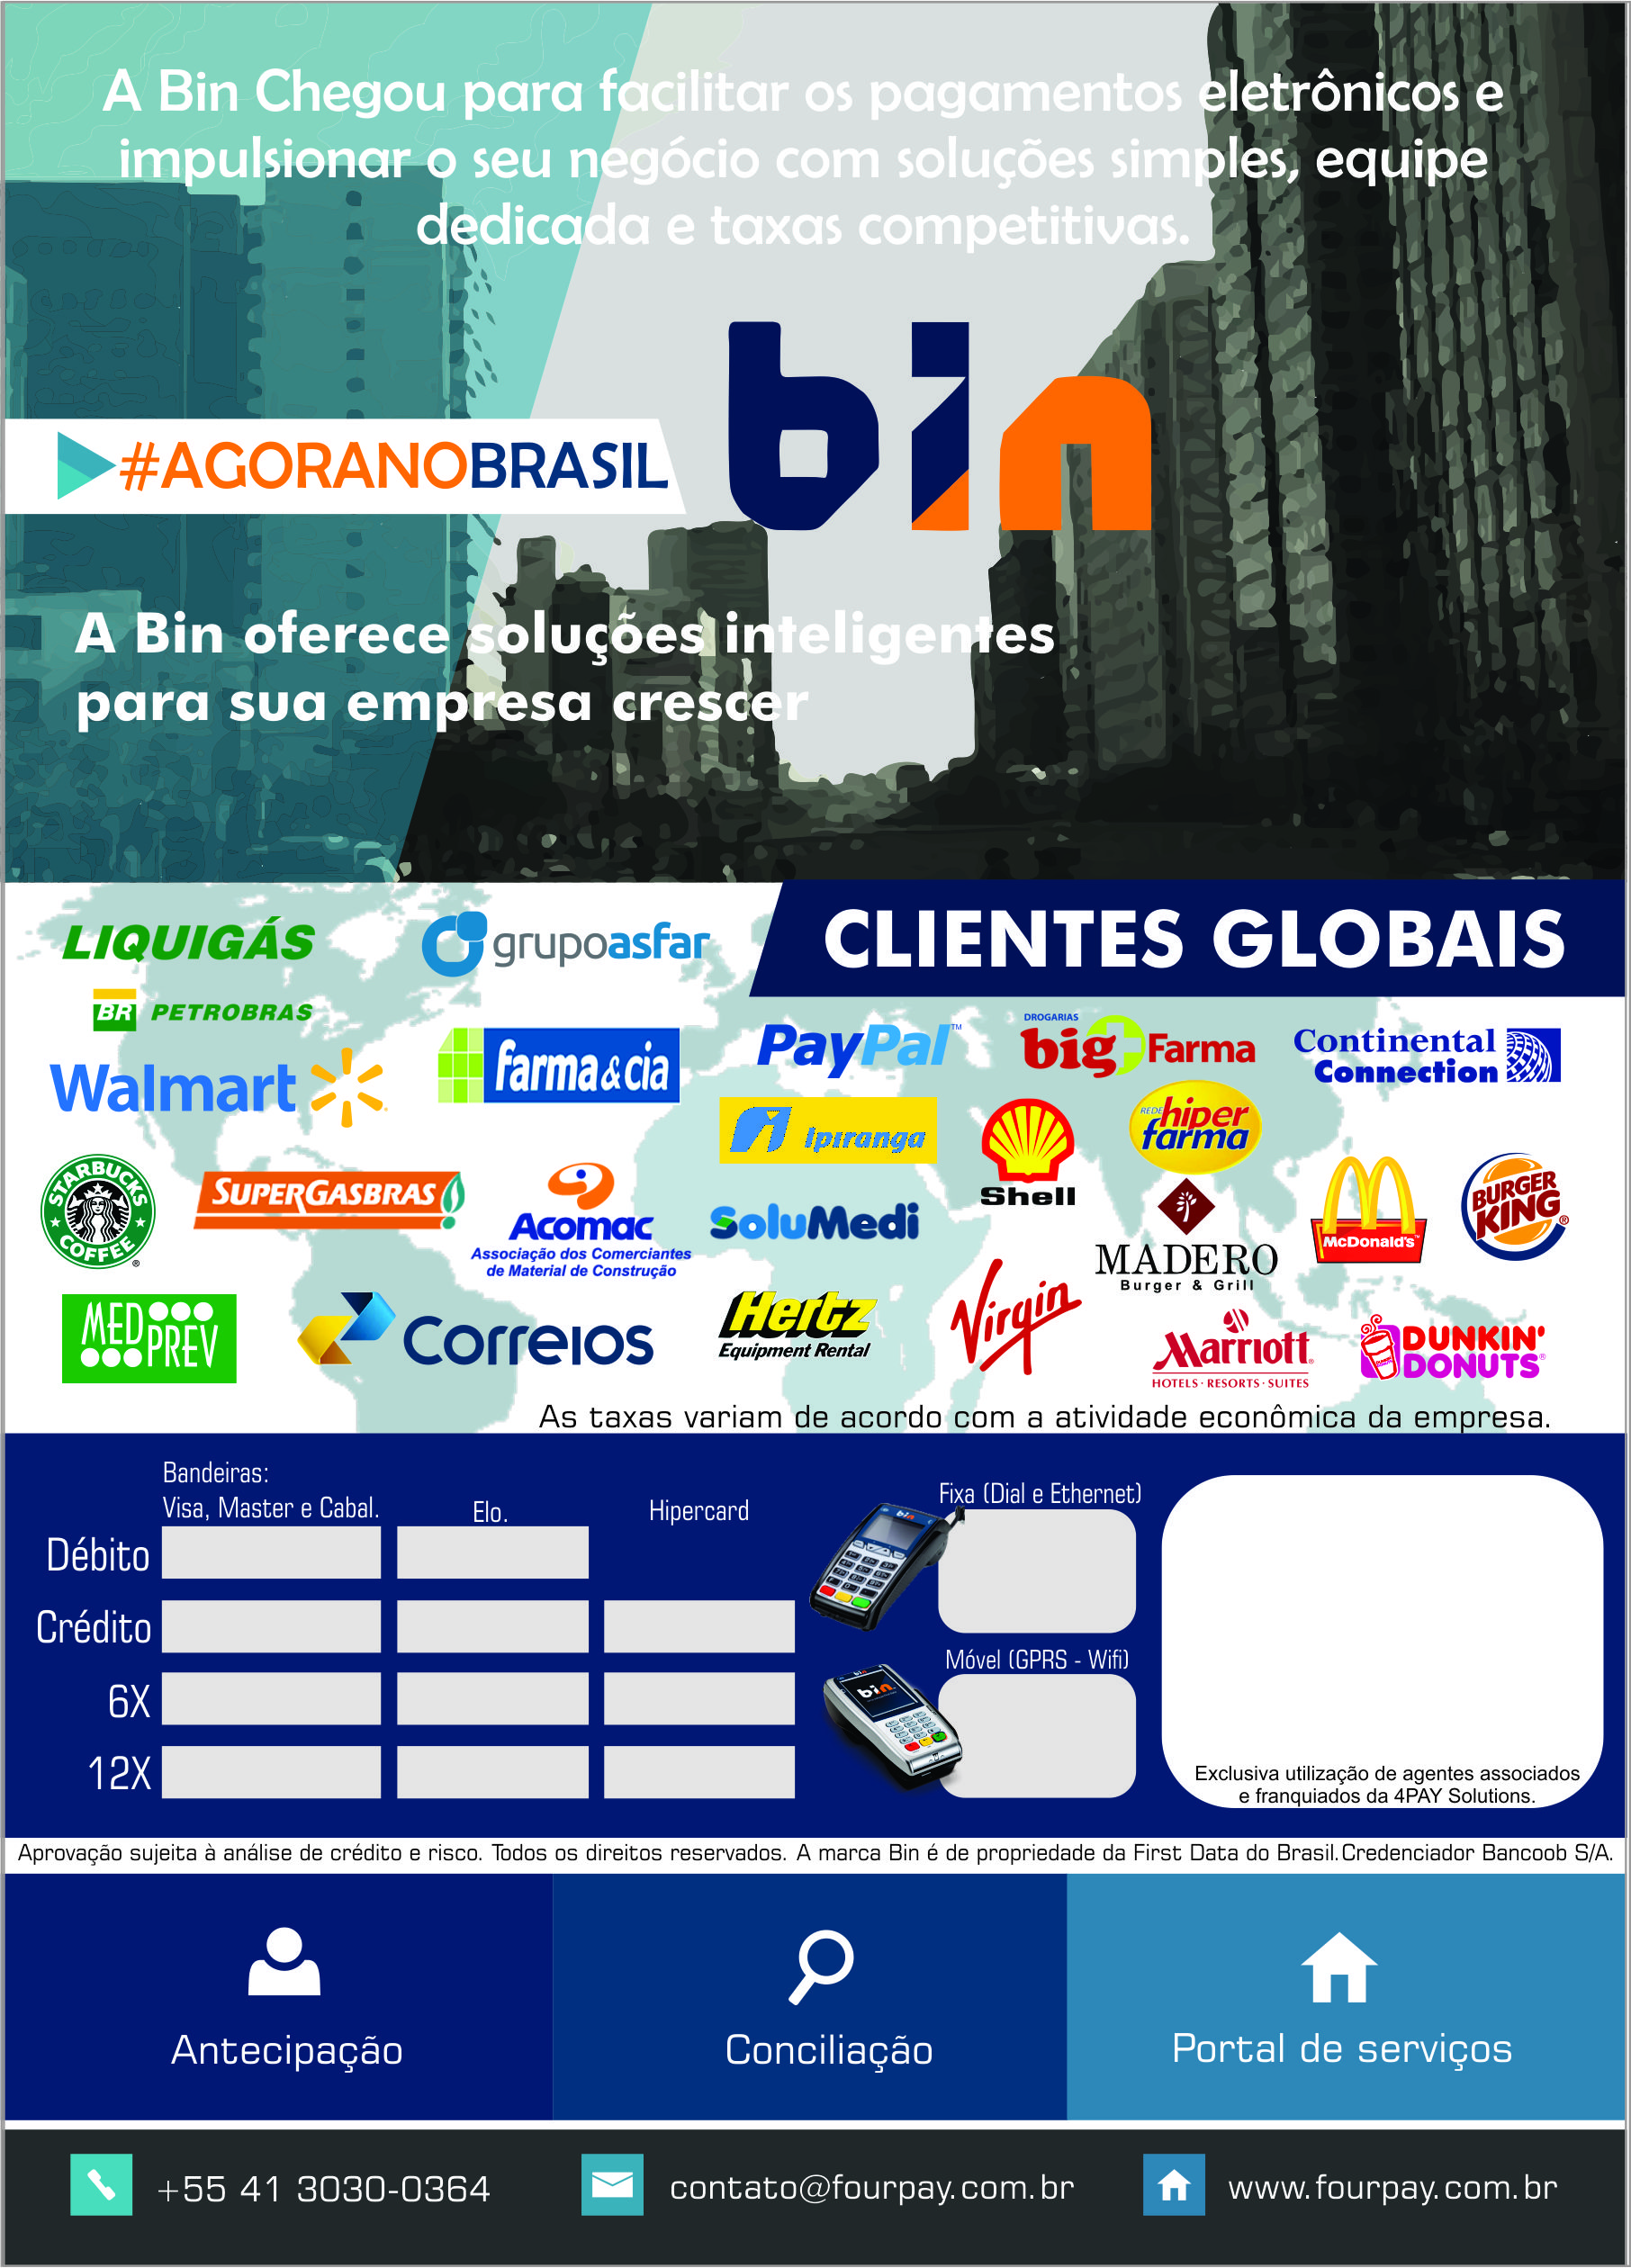 A Bin Chegou para facilitar os pagamentos eletrônicos e
impulsionar o seu negócio com soluções simples, equipe
dedicada e taxas competitivas.
bin
#AGORANOBRASIL
A Bin oferece soluções inteligentes
para sua empresa crescer
CLIENTES GLOBAIS
LIQUIGÁS
BR PETROBRAS
grupoasfar
Walmart
farma&cia
PayPal™
DROGARIAS
big Farma
Continental
Connection
Ipiranga
Shell
REDE hiper
farma
STARBUCKS
COFFEE ®
SUPERGASBRAS
Acomac
Associação dos Comerciantes
de Material de Construção
SoluMedi
MADERO
Burger & Grill
McDonald's
BURGER
KING®
MED
PREV
Correios
Hertz
Equipment Rental
Virgin
Marriott®
HOTELS · RESORTS · SUITES
DUNKIN'
DONUTS®
As taxas variam de acordo com a atividade econômica da empresa.
Bandeiras:
Visa, Master e Cabal.
Elo.
Hipercard
Débito
Crédito
6X
12X
Fixa (Dial e Ethernet)
bin
Móvel (GPRS - Wifi)
bin
Exclusiva utilização de agentes associados
e franquiados da 4PAY Solutions.
Aprovação sujeita à análise de crédito e risco. Todos os direitos reservados. A marca Bin é de propriedade da First Data do Brasil.Credenciador Bancoob S/A.
Antecipação
Conciliação
Portal de serviços
+55 41 3030-0364
contato@fourpay.com.br
www.fourpay.com.br